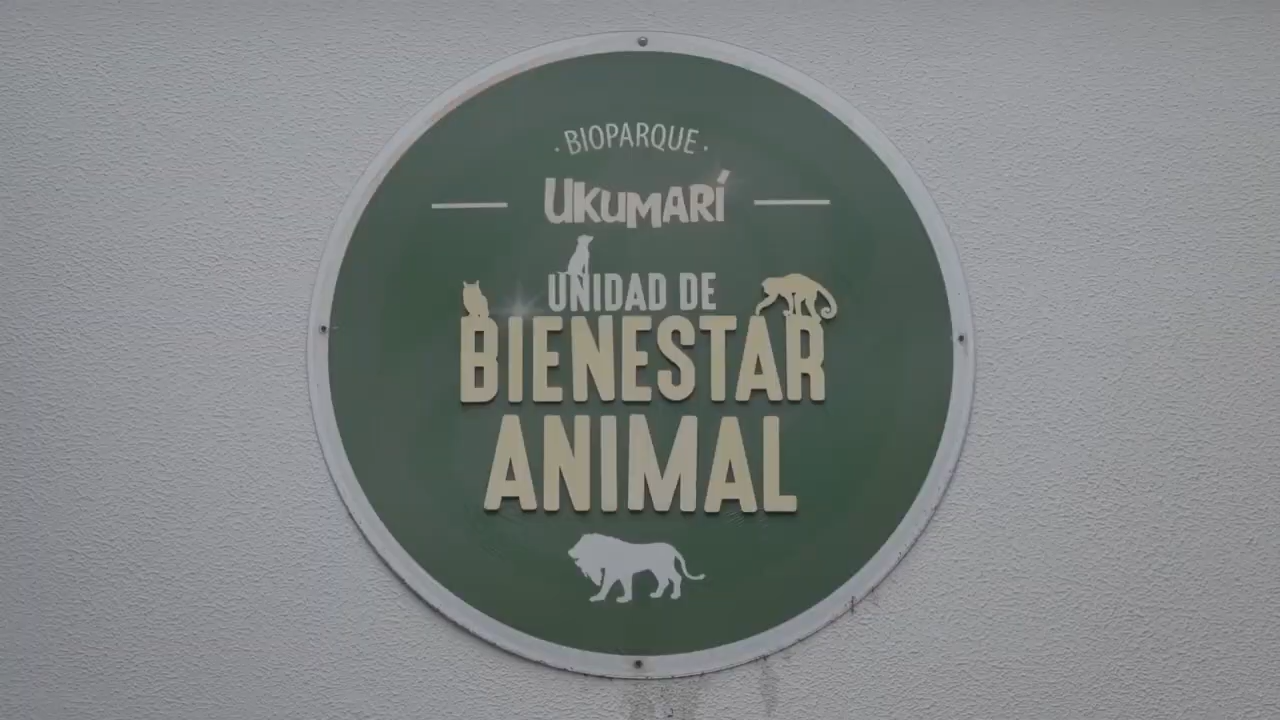 · BIOPARQUE ·
UKUMARÍ
UNIDAD DE
BIENESTAR
ANIMAL